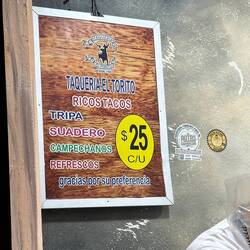 TAQUERIA EL TORITO
RICOS TACOS
TRIPA
SUADERO
CAMPECHANOS
REFRESCOS
$25
C/U
gracias por su preferencia